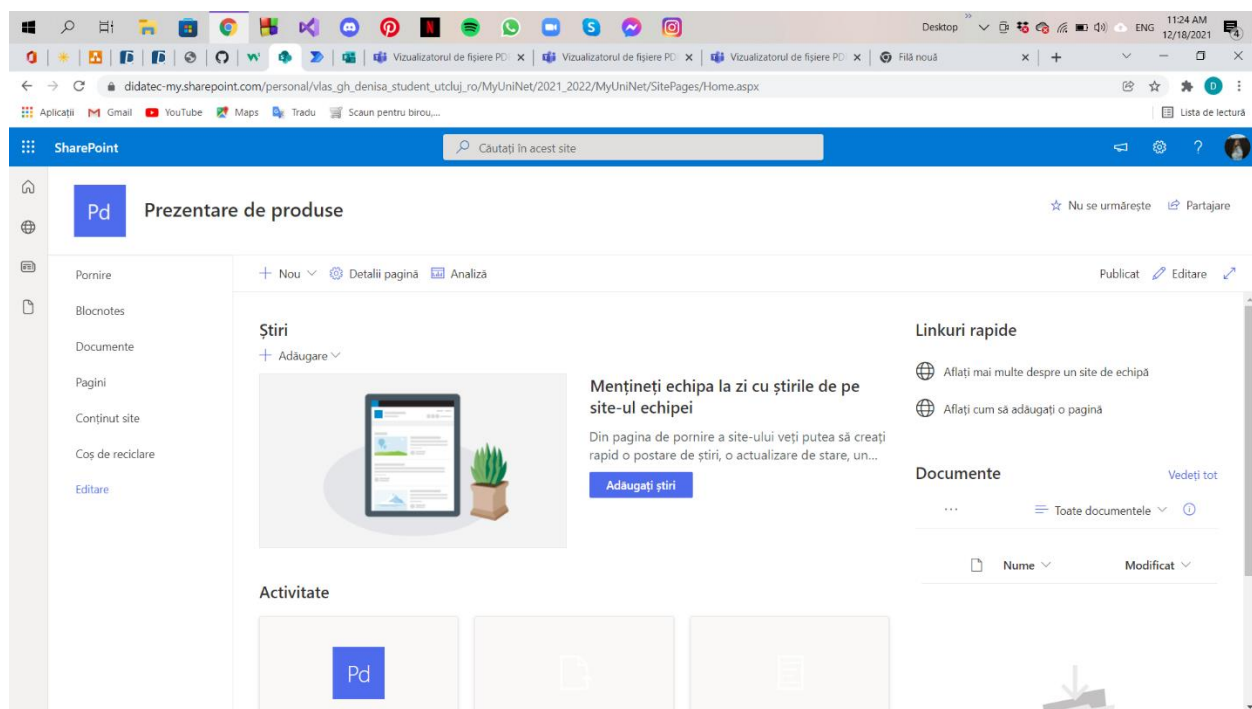 Desktop
ENG
11:24 AM
12/18/2021
4
Vizualizatorul de fișiere PD
Vizualizatorul de fișiere PD
Vizualizatorul de fișiere PD
Filă nouă
didatec-my.sharepoint.com/personal/vlas_gh_denisa_student_utcluj_ro/MyUniNet/2021_2022/MyUniNet/SitePages/Home.aspx
D
Aplicații
Gmail
YouTube
Maps
Tradu
Scaun pentru birou,...
Lista de lectură
SharePoint
Căutați în acest site
?
Pd
Prezentare de produse
Nu se urmărește
Partajare
Pornire
Blocnotes
Documente
Pagini
Conținut site
Coș de reciclare
Editare
Nou
Detalii pagină
Analiză
Publicat
Editare
Știri
Adăugare
Mențineți echipa la zi cu știrile de pe
site-ul echipei
Din pagina de pornire a site-ului veți putea să creați
rapid o postare de știri, o actualizare de stare, un...
Adăugați știri
Linkuri rapide
Aflați mai multe despre un site de echipă
Aflați cum să adăugați o pagină
Documente
Vedeți tot
...
Toate documentele
Nume
Modificat
Activitate
Pd